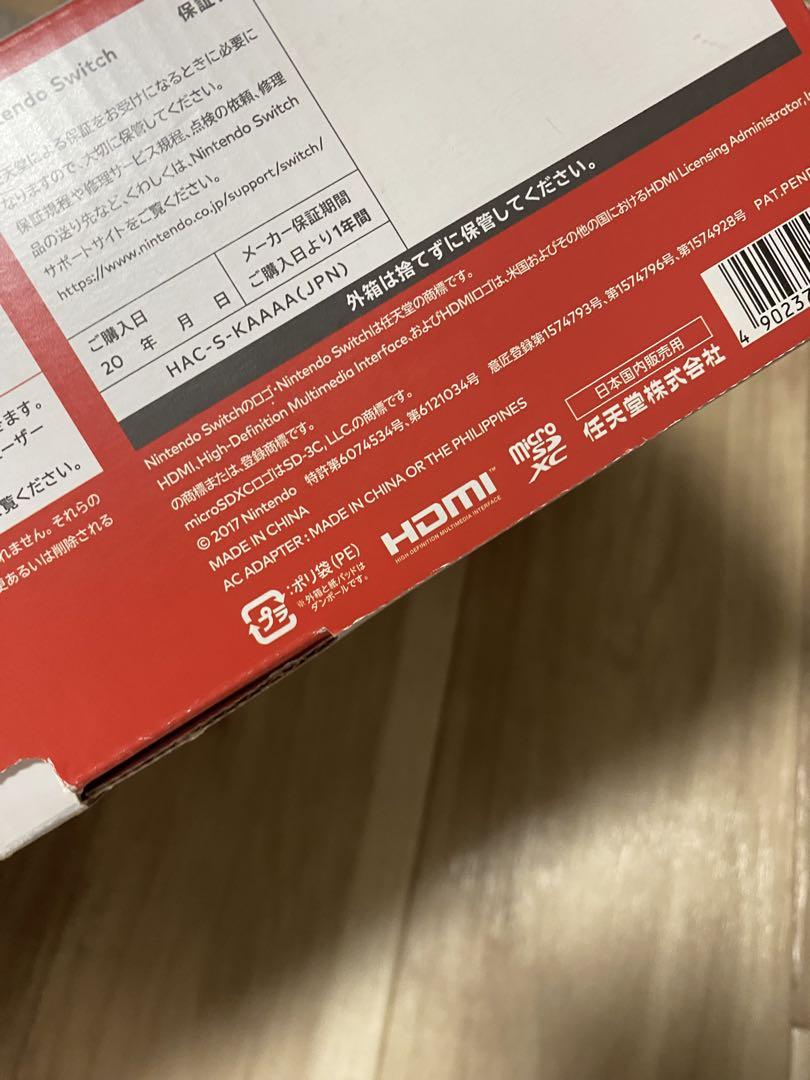 Nintendo Switch
保証
天堂による保証をお受けになるときに必要に
なりますので、大切に保管してください。
保証規程や修理サービス規程、点検の依頼、修理
品の送り先など、くわしくは、Nintendo Switch
サポートサイトをご覧ください。
https://www.nintendo.co.jp/support/switch/
ご購入日
20 年 月 日
メーカー保証期間
ご購入日より1年間
HAC-S-KAAAA(JPN)
外箱は捨てずに保管してください。
きます。
ーザー
覧ください。
れません。それらの
更あるいは削除される
Nintendo Switchのロゴ・Nintendo Switchは任天堂の商標です。
HDMI、High-Definition Multimedia Interface、およびHDMIロゴは、米国およびその他の国におけるHDMI Licensing Administrator,
の商標または、登録商標です。
microSDXCロゴはSD-3C, LLC.の商標です。
© 2017 Nintendo 特許第6074534号、第6121034号 意匠登録第1574793号、第1574796号、第1574928号 PAT.PEND
MADE IN CHINA
AC ADAPTER : MADE IN CHINA OR THE PHILIPPINES
プラ
:ポリ袋(PE)
※外箱と紙パッドは
ダンボールです。
HDMI™
HIGH DEFINITION MULTIMEDIA INTERFACE
micro
SD
XC
日本国内販売用
任天堂株式会社
4 90237